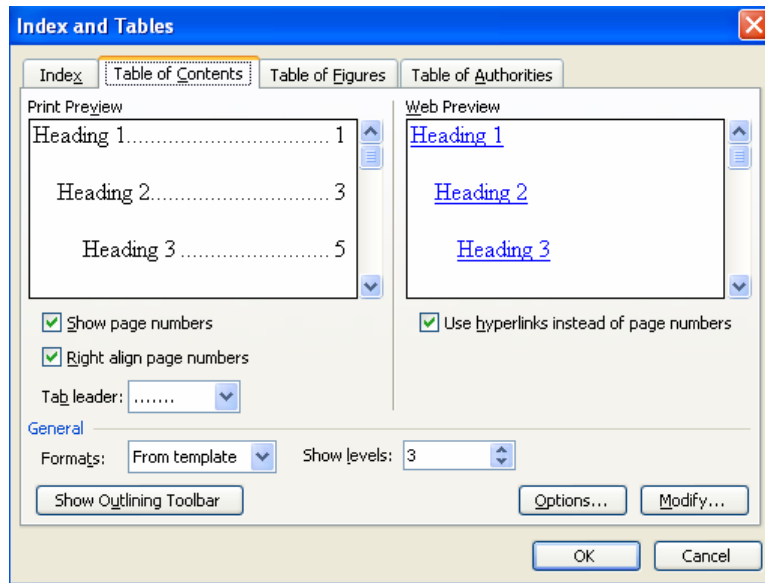 Index and Tables
Index Table of Contents Table of Figures Table of Authorities
Print Preview
Heading 1.............................. 1
Heading 2........................... 3
Heading 3 ...................... 5
Web Preview
Heading 1
Heading 2
Heading 3
Show page numbers
Right align page numbers
Tab leader: .......
Use hyperlinks instead of page numbers
General
Formats: From template Show levels: 3
Show Outlining Toolbar Options... Modify...
OK Cancel